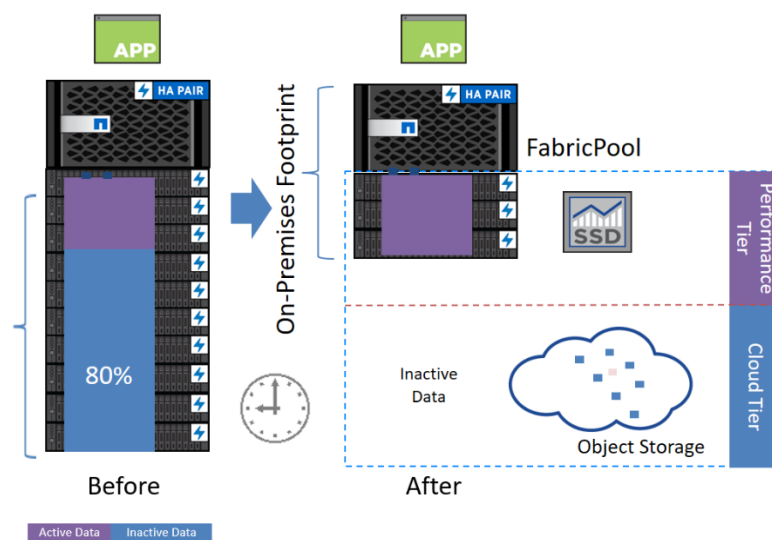 APP
HA PAIR
80%
Before
Active Data
Inactive Data
On-Premises Footprint
APP
HA PAIR
FabricPool
SSD
Performance
Tier
Inactive
Data
Object Storage
Cloud Tier
After